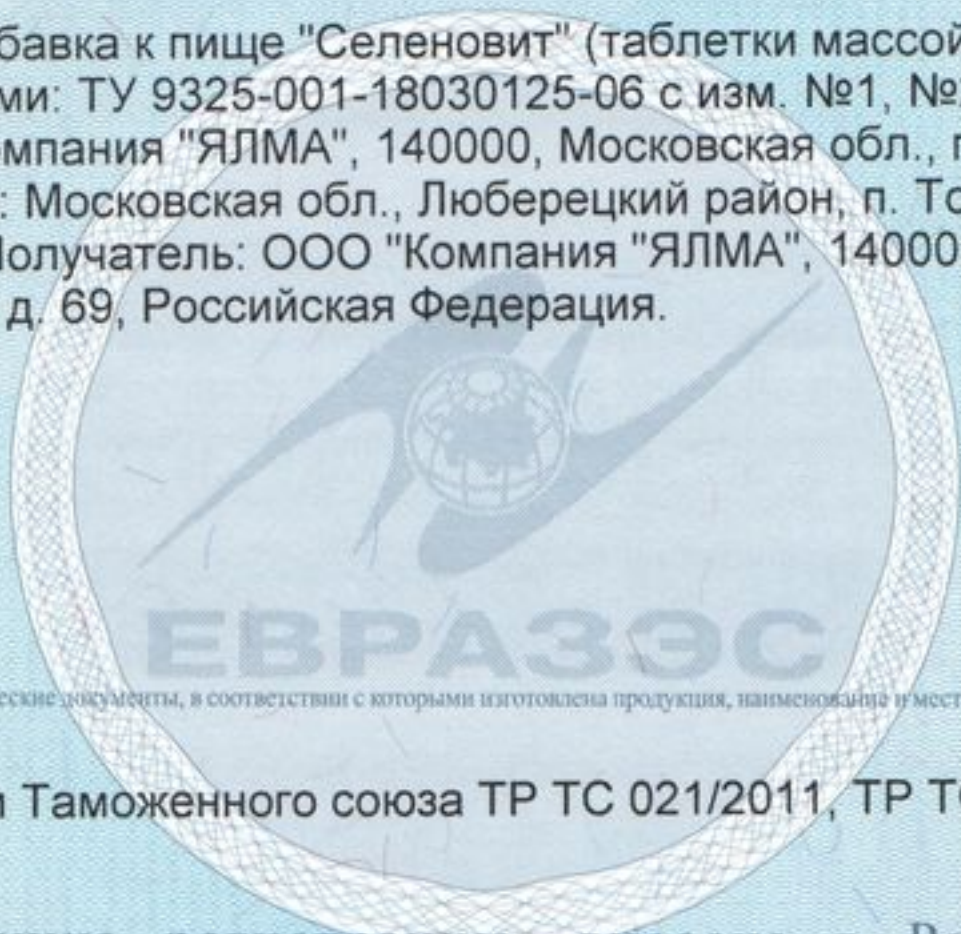 бавка к пище "Селеновит" (таблетки массой
ми: ТУ 9325-001-18030125-06 с изм. №1, №
омпания "ЯЛМА", 140000, Московская обл., г
: Московская обл., Люберецкий район, п. То
Получатель: ООО "Компания "ЯЛМА", 14000
д. 69, Российская Федерация.
ЕВРАЗЭС
еские документы, в соответствии с которыми изготовлена продукция, наименование и мест
и Таможенного союза ТР ТС 021/2011, ТР Т